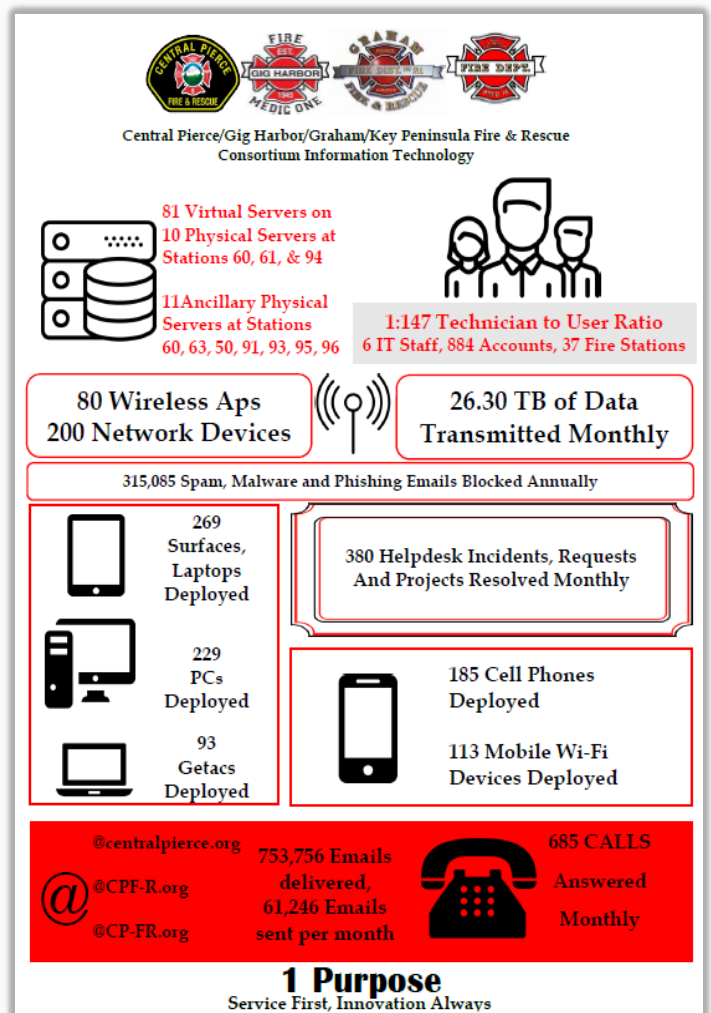 CENTRAL PIERCE
FIRE & RESCUE
FIRE
EST.
GIG HARBOR
1945
MEDIC ONE
GRAHAM
FIRE DIST. 21
FIRE & RESCUE
FIRE DEPT.
Central Pierce/Gig Harbor/Graham/Key Peninsula Fire & Rescue
Consortium Information Technology
81 Virtual Servers on
10 Physical Servers at
Stations 60, 61, & 94
11Ancillary Physical
Servers at Stations
60, 63, 50, 91, 93, 95, 96
1:147 Technician to User Ratio
6 IT Staff, 884 Accounts, 37 Fire Stations
80 Wireless Aps
200 Network Devices
26.30 TB of Data
Transmitted Monthly
315,085 Spam, Malware and Phishing Emails Blocked Annually
269
Surfaces,
Laptops
Deployed
229
PCs
Deployed
93
Getacs
Deployed
380 Helpdesk Incidents, Requests
And Projects Resolved Monthly
185 Cell Phones
Deployed
113 Mobile Wi-Fi
Devices Deployed
@
@centralpierce.org
@CPF-R.org
@CP-FR.org
753,756 Emails
delivered,
61,246 Emails
sent per month
685 CALLS
Answered
Monthly
1 Purpose
Service First, Innovation Always